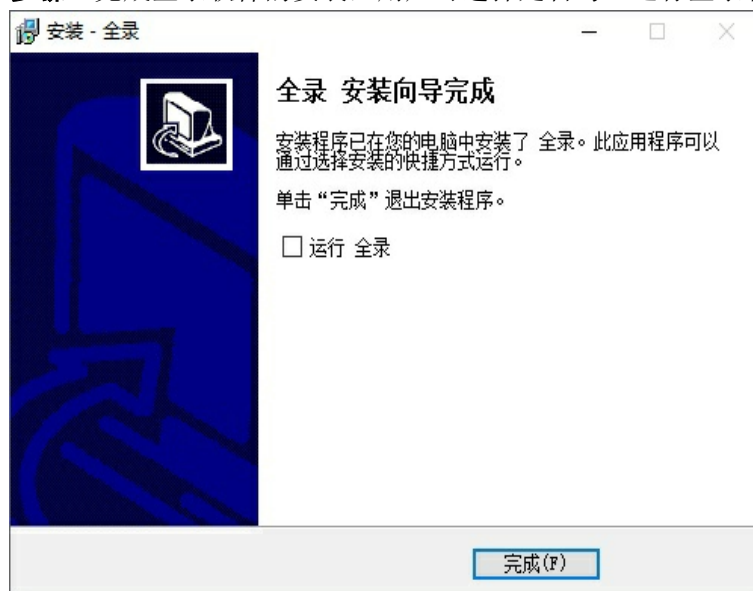 安装 - 全录
全录 安装向导完成
安装程序已在您的电脑中安装了 全录。此应用程序可以
通过选择安装的快捷方式运行。
单击“完成”退出安装程序。
运行 全录
完成(F)